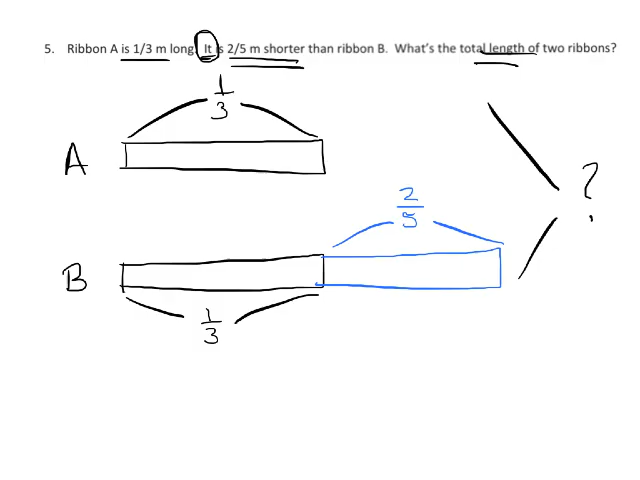 5. Ribbon A is 1/3 m long. It is 2/5 m shorter than ribbon B. What's the total length of two ribbons?
1/3
A
?
2/5
B
1/3